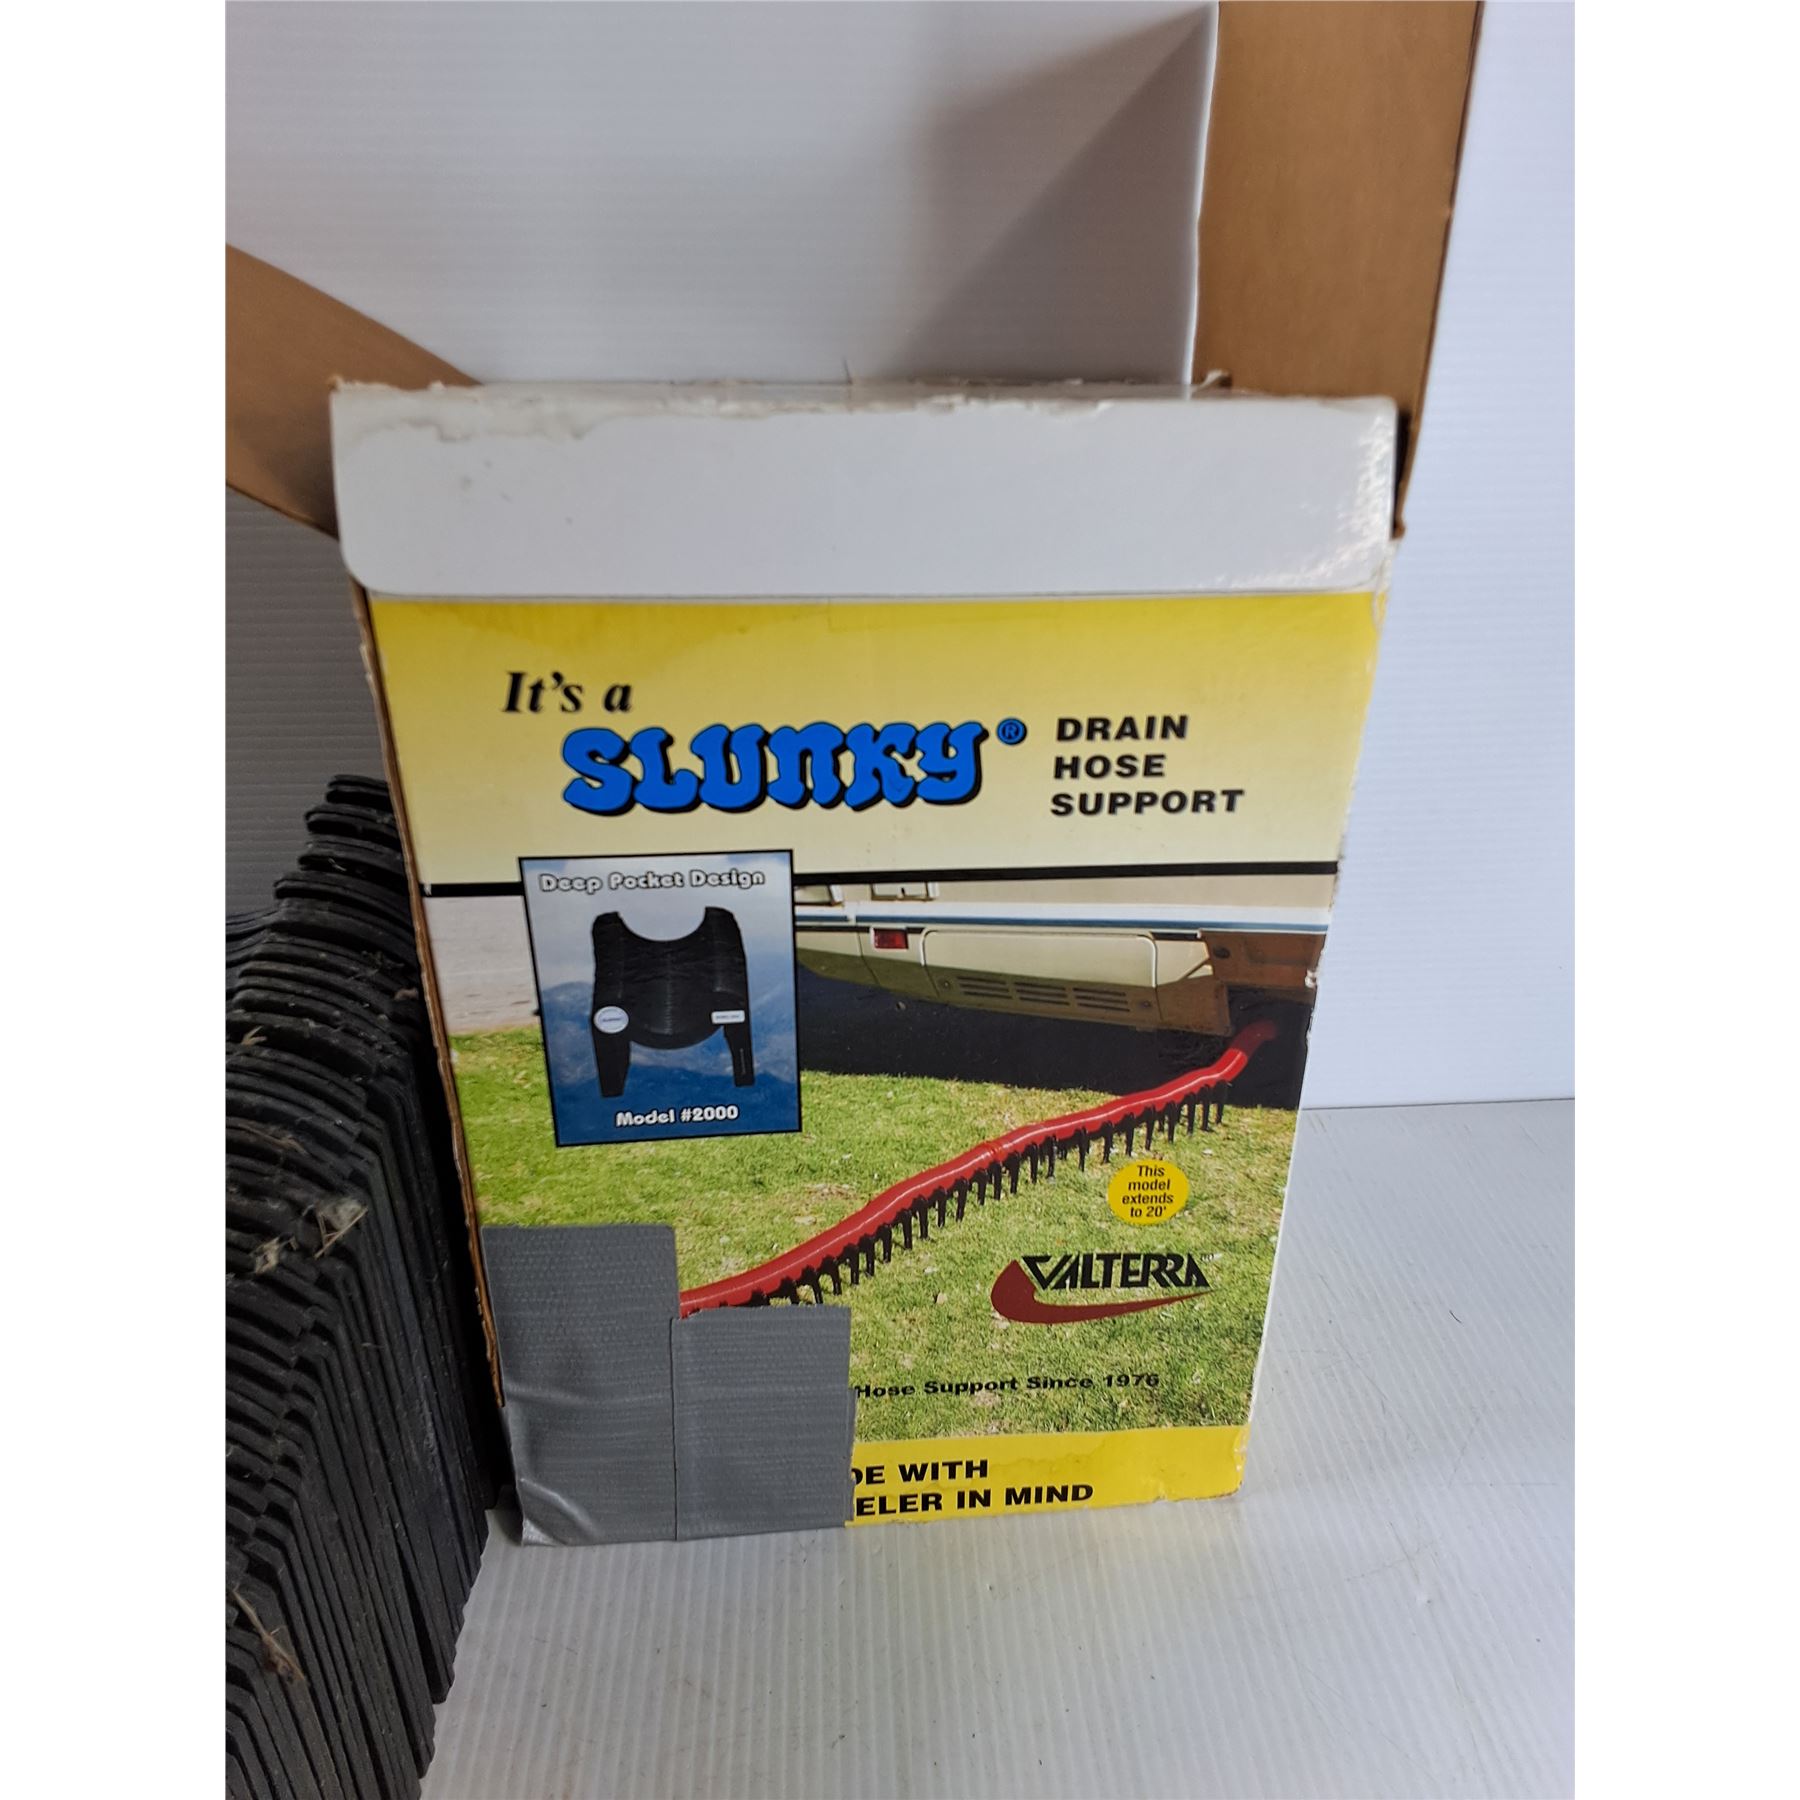 It's a
SLUNKY®
DRAIN
HOSE
SUPPORT
Deep Pocket Design
Model #2000
This
model
extends
to 20'
VALTERRA
Hose Support Since 1976
DE WITH
ELER IN MIND